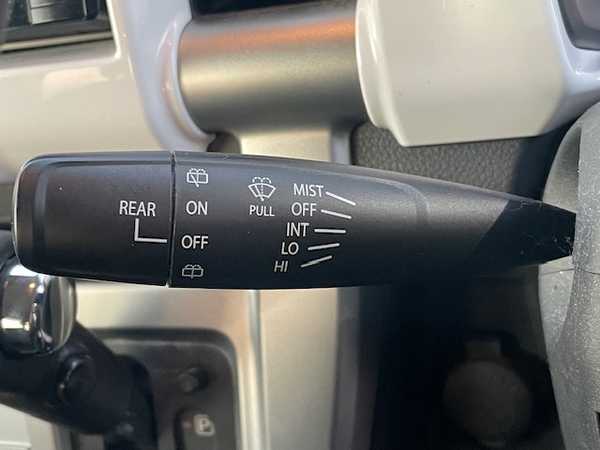 REAR
ON
OFF
PULL
MIST
OFF
INT
LO
HI
P